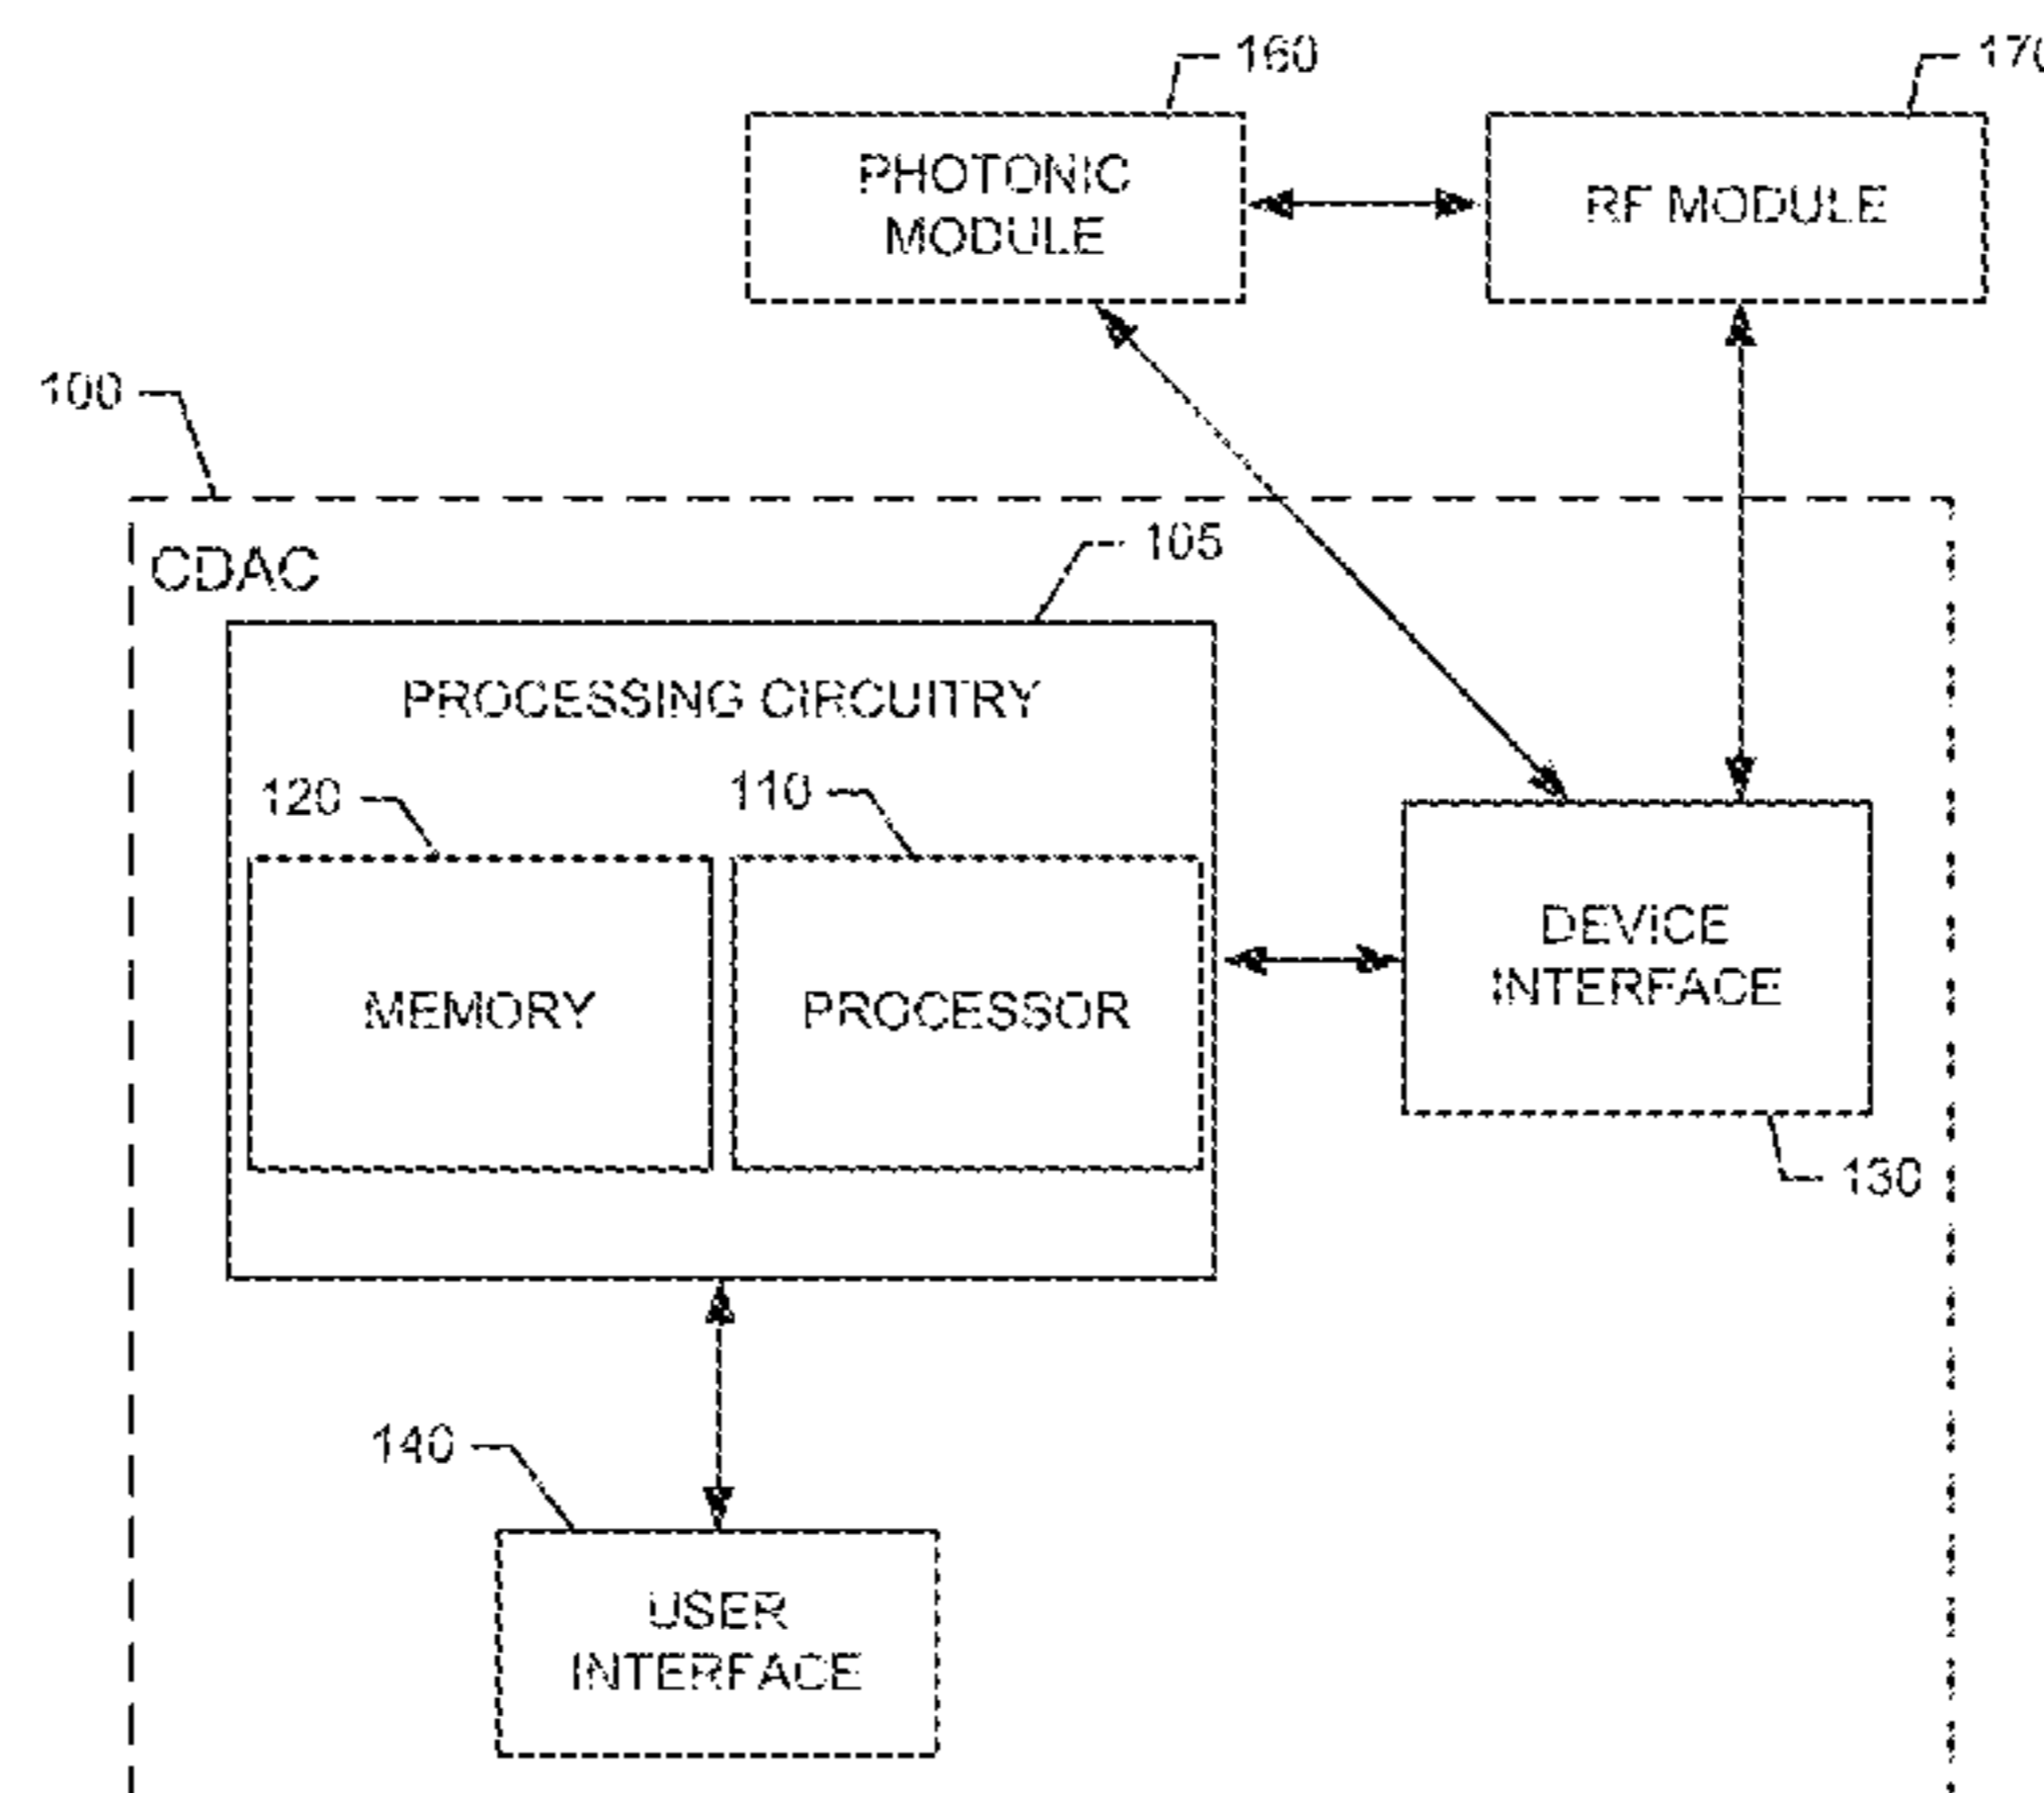 160
170
PHOTONIC
MODULE
RF MODULE
100
CDAC
105
PROCESSING CIRCUITRY
120
110
MEMORY
PROCESSOR
DEVICE
INTERFACE
130
140
USER
INTERFACE